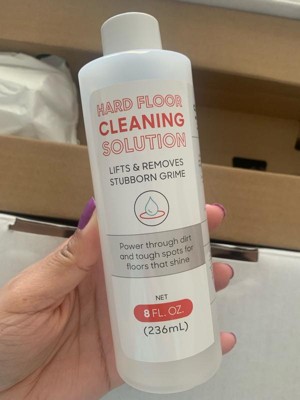 HARD FLOOR
CLEANING
SOLUTION
LIFTS & REMOVES
STUBBORN GRIME
Power through dirt
and tough spots for
floors that shine
NET
8 FL. OZ.
(236mL)